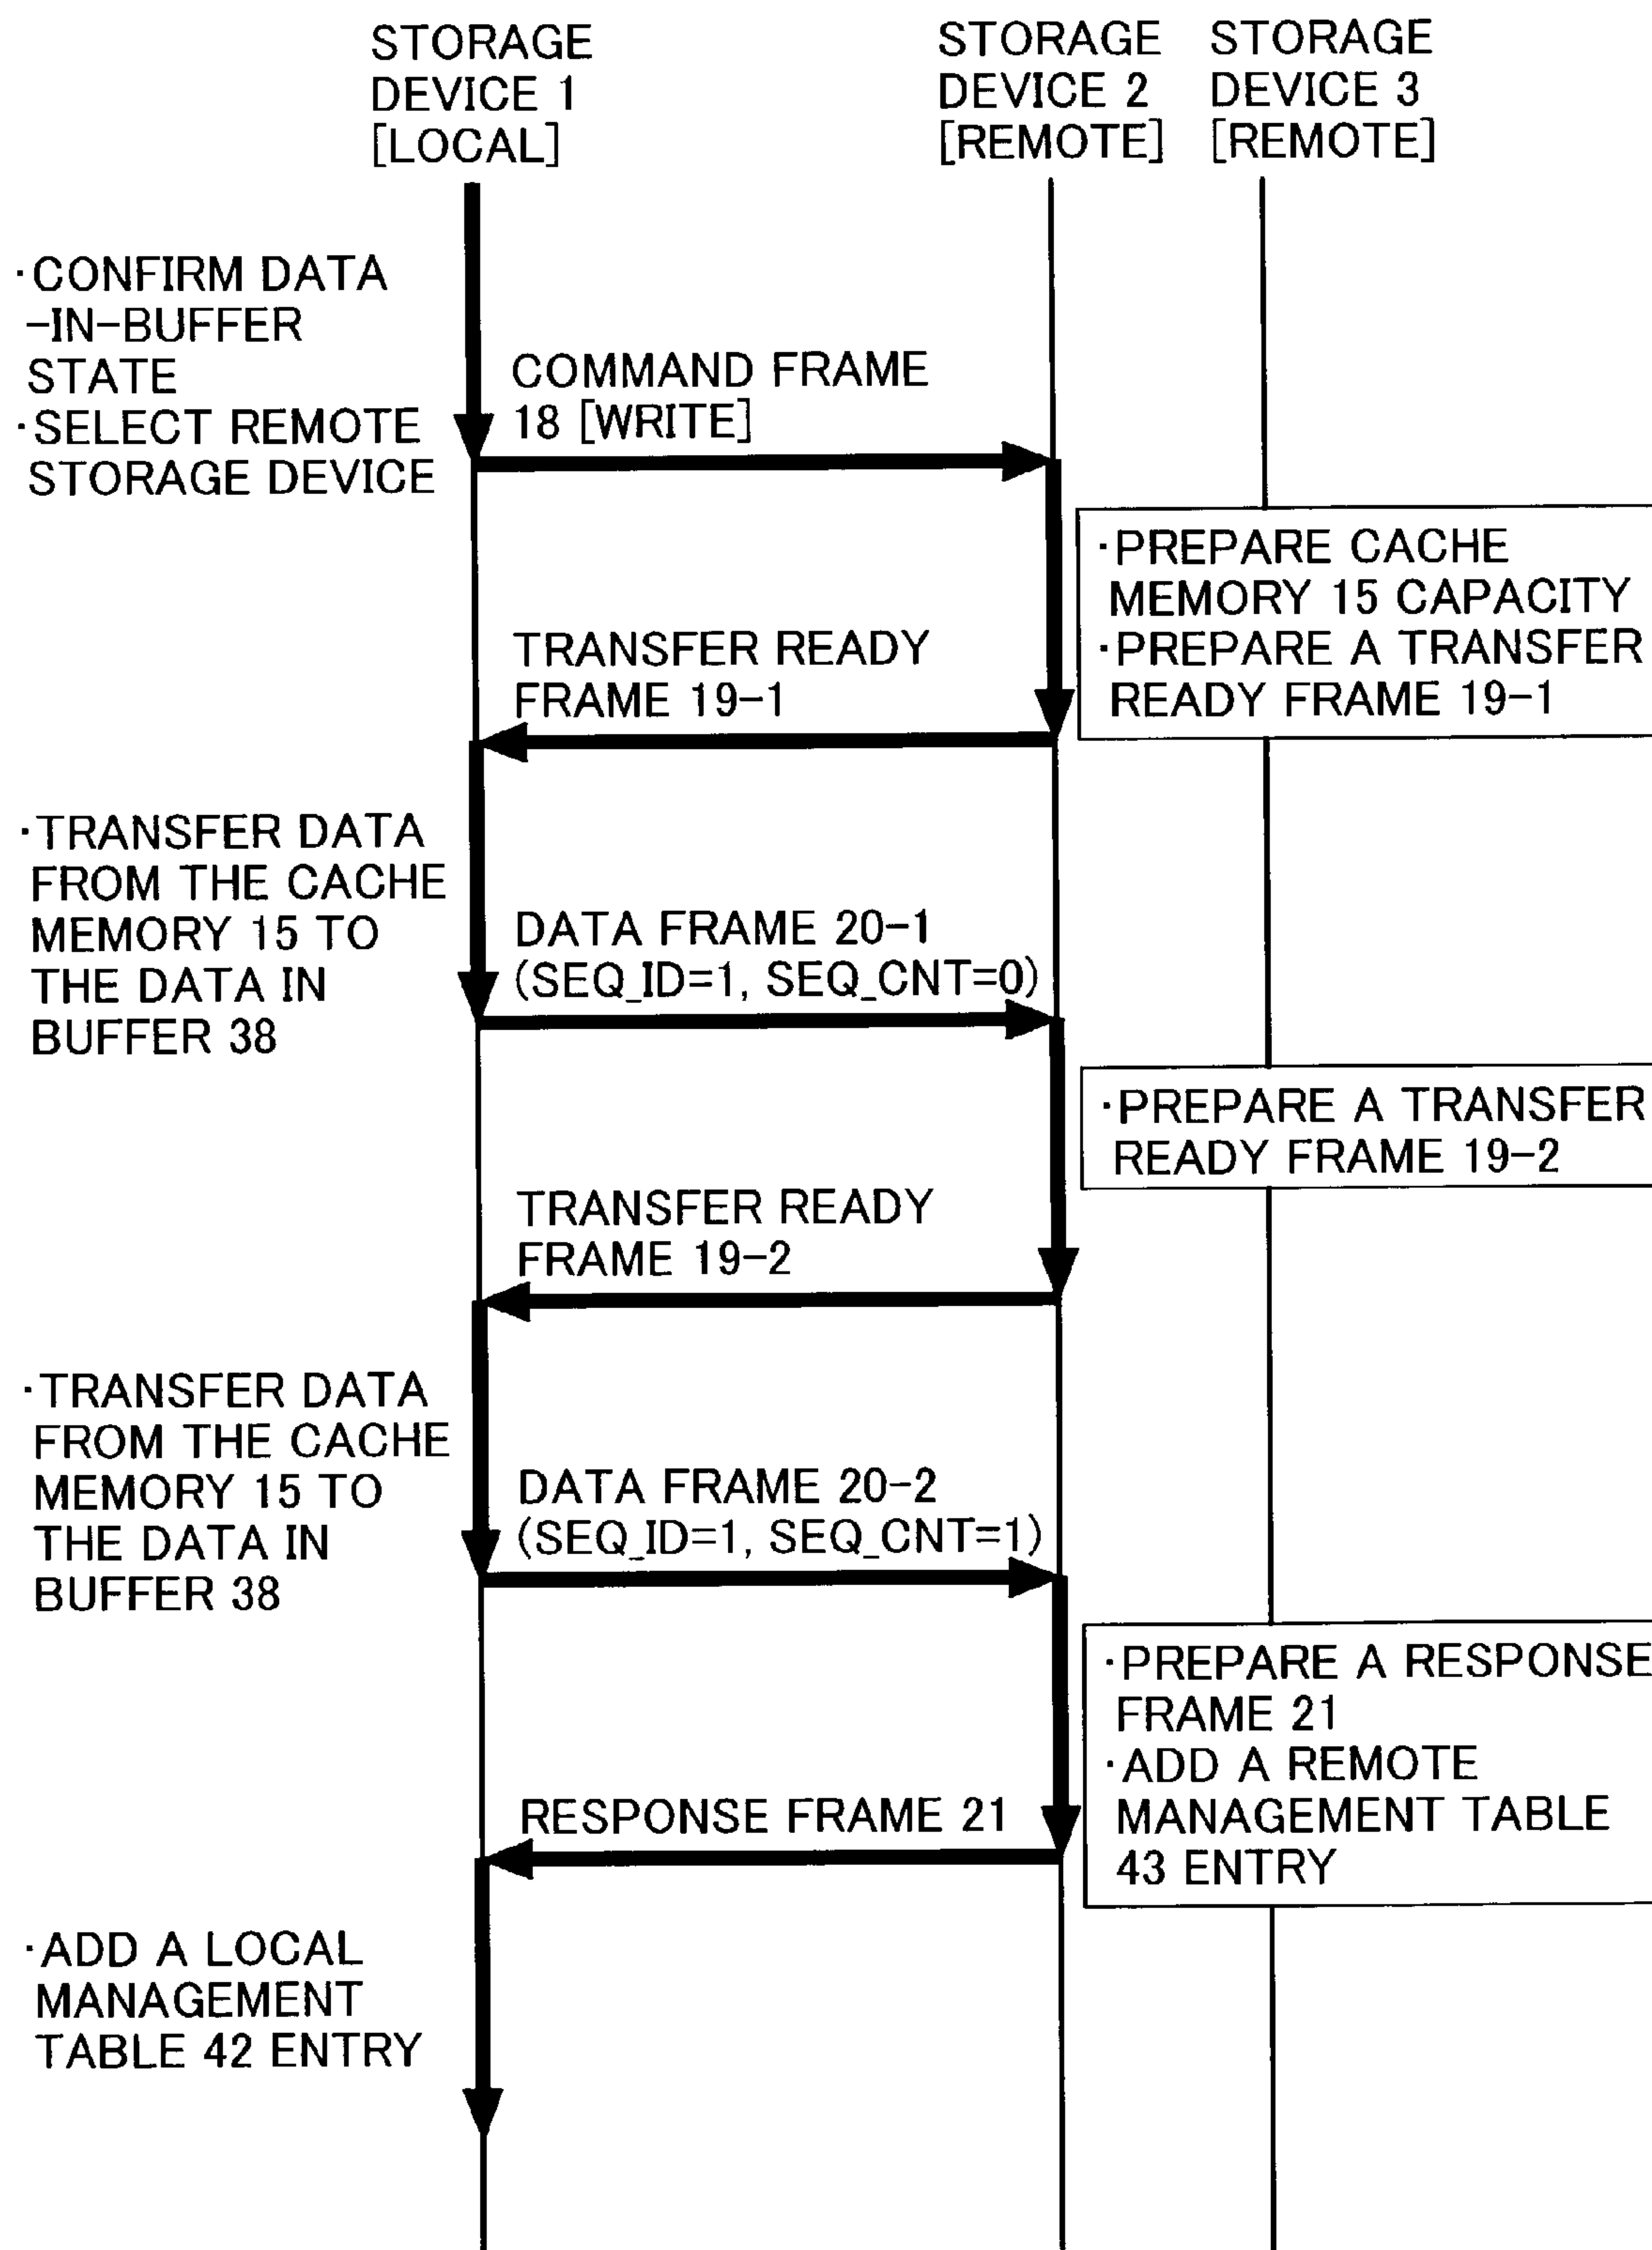 STORAGE
DEVICE 1
[LOCAL]
STORAGE
DEVICE 2
[REMOTE]
STORAGE
DEVICE 3
[REMOTE]
·CONFIRM DATA
-IN-BUFFER
STATE
·SELECT REMOTE
STORAGE DEVICE
COMMAND FRAME
18 [WRITE]
·PREPARE CACHE
MEMORY 15 CAPACITY
·PREPARE A TRANSFER
READY FRAME 19-1
TRANSFER READY
FRAME 19-1
·TRANSFER DATA
FROM THE CACHE
MEMORY 15 TO
THE DATA IN
BUFFER 38
DATA FRAME 20-1
(SEQ_ID=1, SEQ_CNT=0)
·PREPARE A TRANSFER
READY FRAME 19-2
TRANSFER READY
FRAME 19-2
·TRANSFER DATA
FROM THE CACHE
MEMORY 15 TO
THE DATA IN
BUFFER 38
DATA FRAME 20-2
(SEQ_ID=1, SEQ_CNT=1)
·PREPARE A RESPONSE
FRAME 21
·ADD A REMOTE
MANAGEMENT TABLE
43 ENTRY
RESPONSE FRAME 21
·ADD A LOCAL
MANAGEMENT
TABLE 42 ENTRY